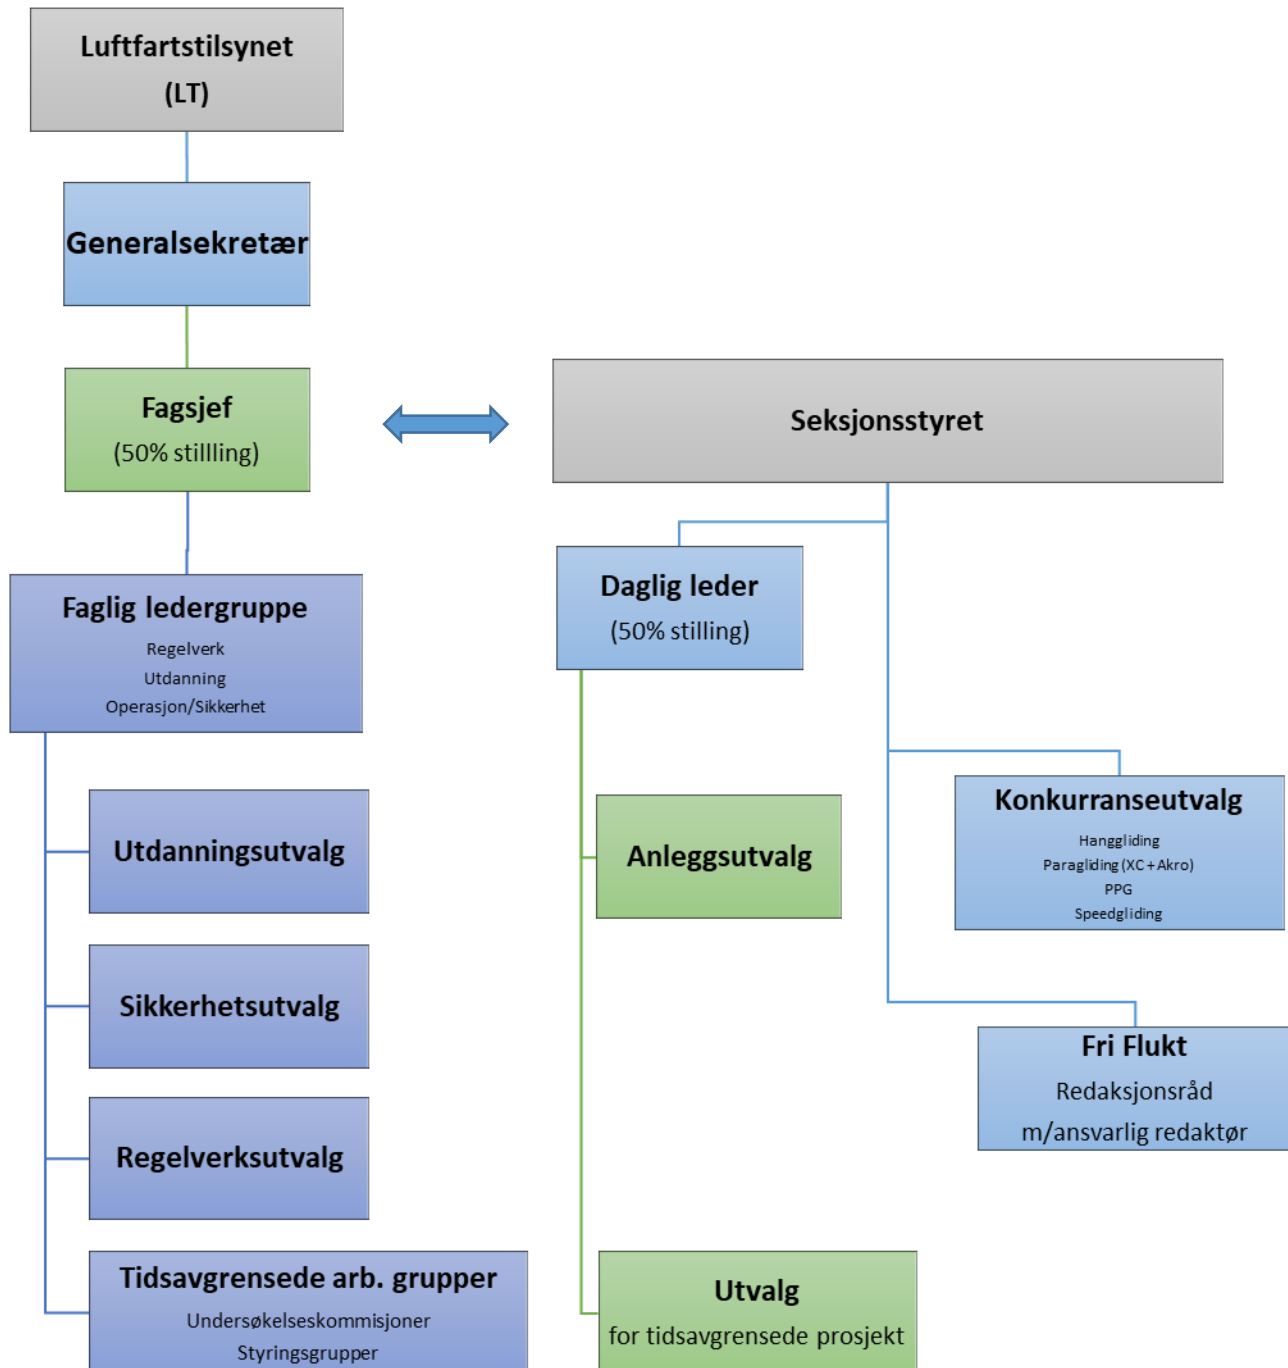 Luftfartstilsynet
(LT)
Generalsekretær
Fagsjef
(50% stillling)
Seksjonsstyret
Faglig ledergruppe
Regelverk
Utdanning
Operasjon/Sikkerhet
Daglig leder
(50% stilling)
Utdanningsutvalg
Sikkerhetsutvalg
Regelverksutvalg
Tidsavgrensede arb. grupper
Undersøkelseskommisjoner
Styringsgrupper
Anleggsutvalg
Utvalg
for tidsavgrensede prosjekt
Konkurranseutvalg
Hanggliding
Paragliding (XC + Akro)
PPG
Speedgliding
Fri Flukt
Redaksjonsråd
m/ansvarlig redaktør